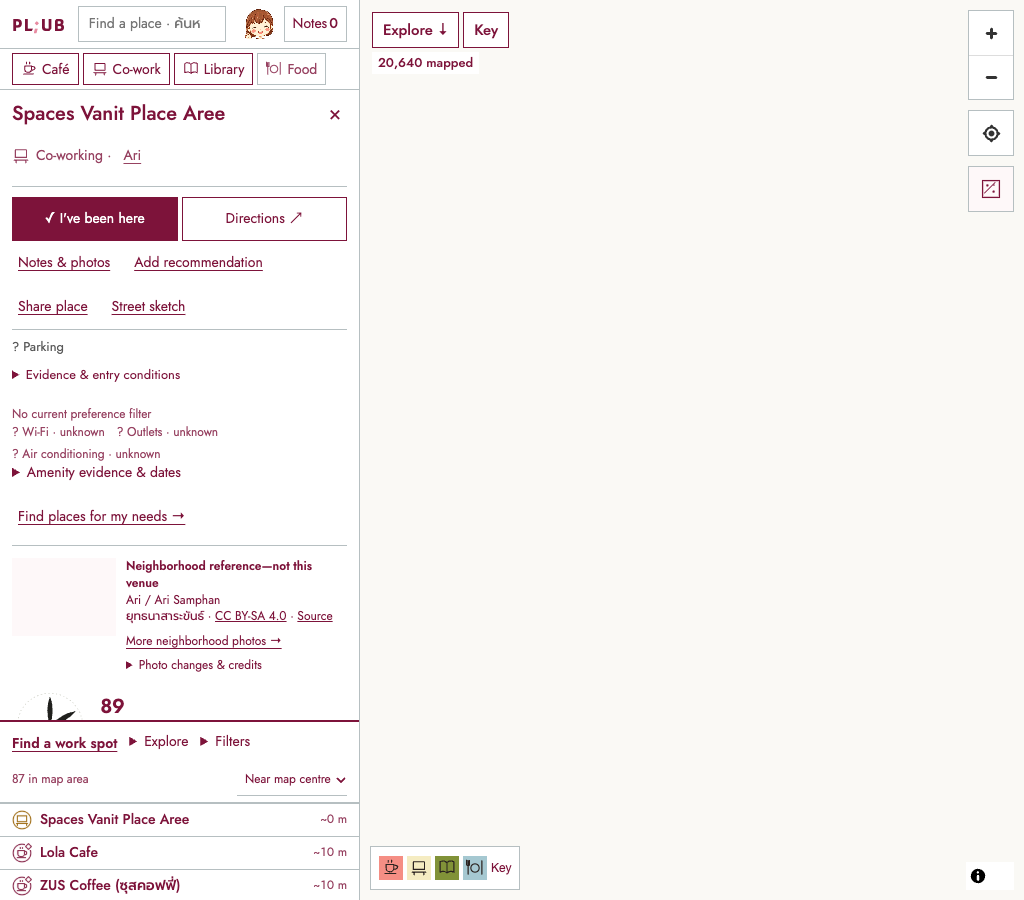 PL:UB
Find a place · ค้นห
Notes 0
Café
Co-work
Library
Food
Explore ↓
Key
20,640 mapped
+
−
Spaces Vanit Place Aree
×
Co-working ·
Ari
✓ I've been here
Directions ↗
Notes & photos
Add recommendation
Share place
Street sketch
? Parking
▶ Evidence & entry conditions
No current preference filter
? Wi-Fi · unknown
? Outlets · unknown
? Air conditioning · unknown
▶ Amenity evidence & dates
Find places for my needs →
Neighborhood reference—not this
venue
Ari / Ari Samphan
ยุทธนาสาระขันธ์ · CC BY-SA 4.0 · Source
More neighborhood photos →
▶ Photo changes & credits
89
Find a work spot
▶ Explore
▶ Filters
87 in map area
Near map centre
Spaces Vanit Place Aree
~0 m
Lola Cafe
~10 m
ZUS Coffee (ซุสคอฟฟี่)
~10 m
Key